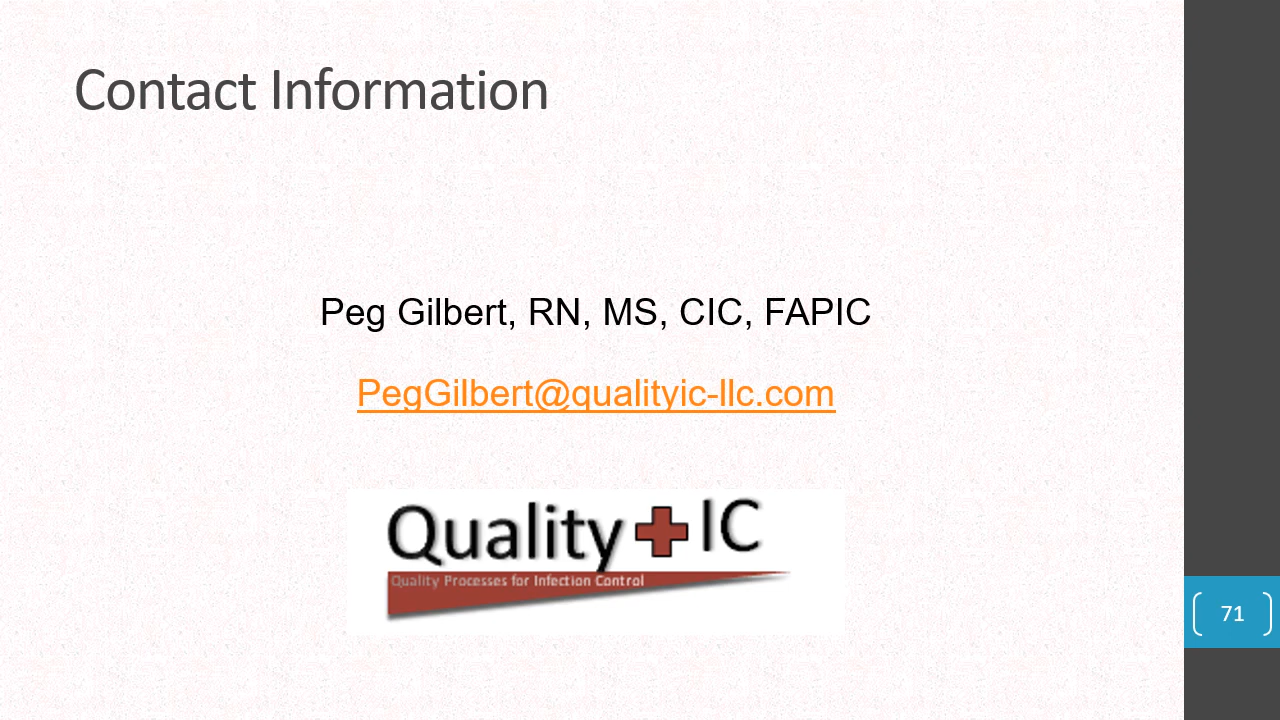 Contact Information
Peg Gilbert, RN, MS, CIC, FAPIC
PegGilbert@qualityic-llc.com
Quality IC
Quality Processes for Infection Control
71